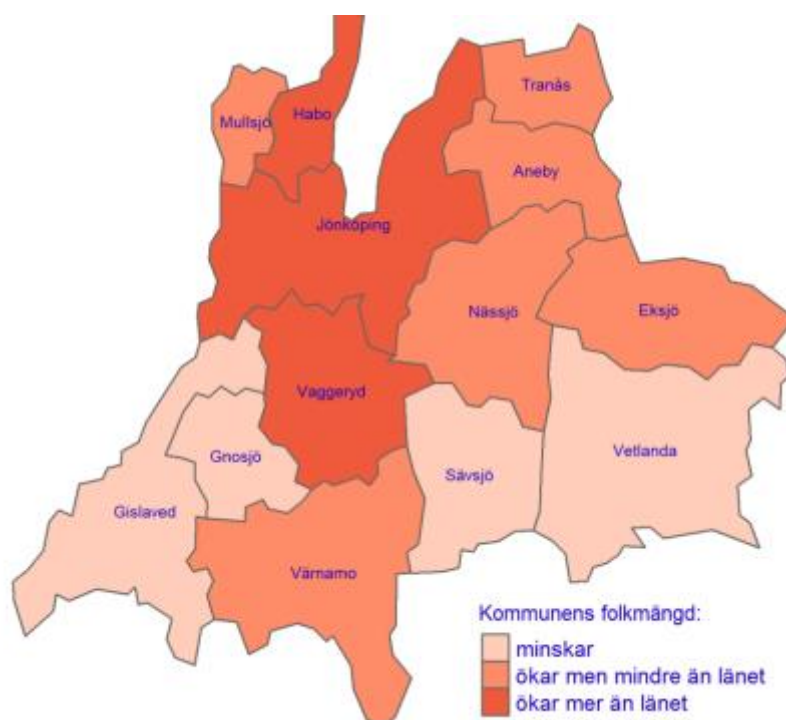 Tranås
Habo
Mullsjö
Aneby
Jönköping
Nässjö
Eksjö
Vaggeryd
Gnosjö
Vetlanda
Sävsjö
Gislaved
Värnamo
Kommunens folkmängd:
minskar
ökar men mindre än länet
ökar mer än länet